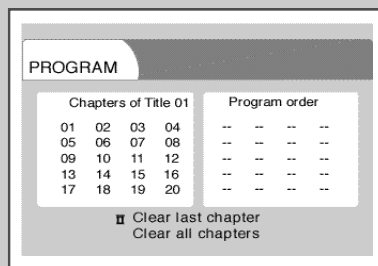 PROGRAM
Chapters of Title 01
01 02 03 04
05 06 07 08
09 10 11 12
13 14 15 16
17 18 19 20
Program order
-- -- -- --
-- -- -- --
-- -- -- --
-- -- -- --
-- -- -- --
Clear last chapter
Clear all chapters